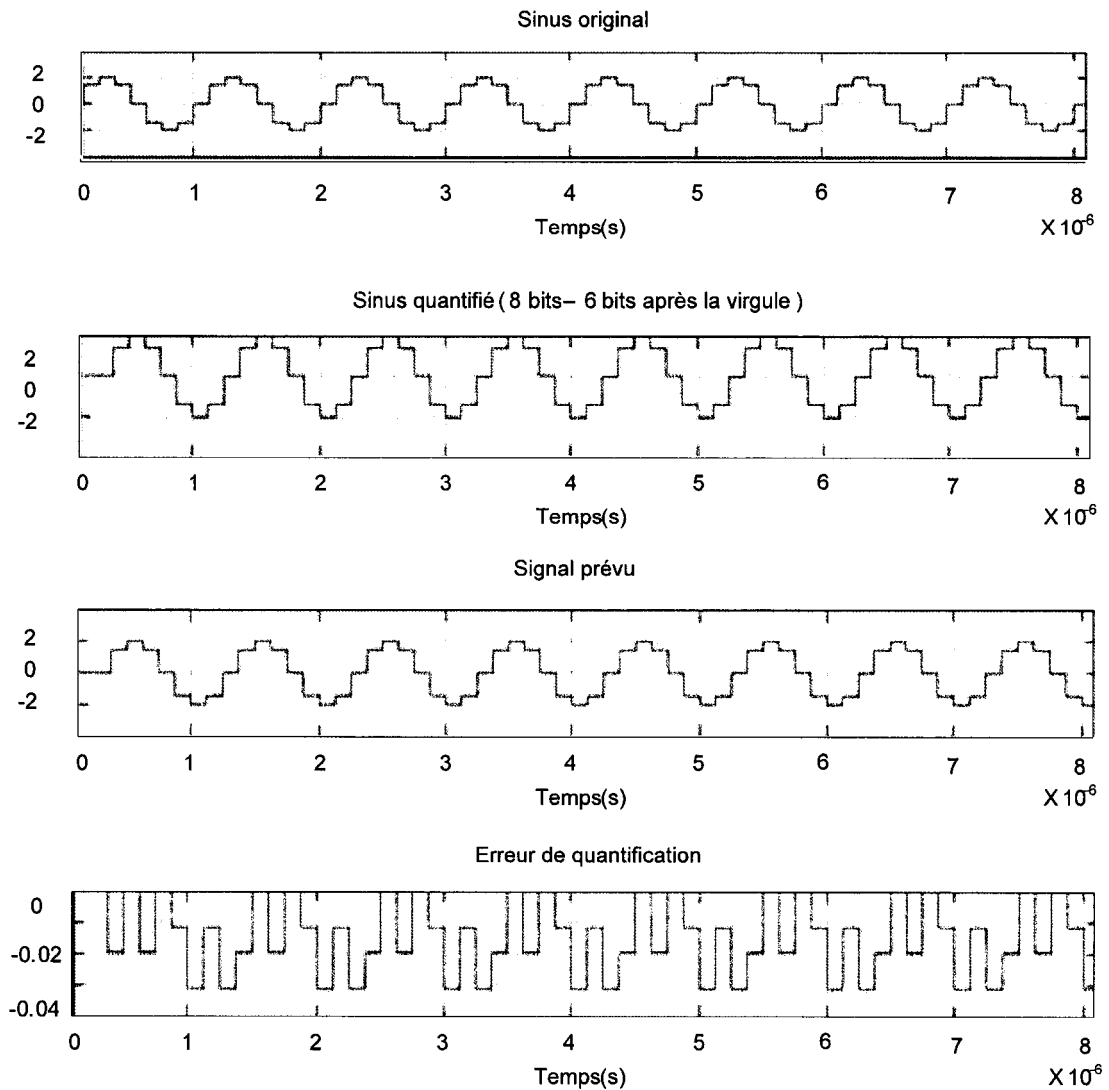 Sinus original
2
0
-2
0 1 2 3 4 5 6 7 8
Temps(s)
X 10-6
Sinus quantifié ( 8 bits– 6 bits après la virgule )
2
0
-2
0 1 2 3 4 5 6 7 8
Temps(s)
X 10-6
Signal prévu
2
0
-2
0 1 2 3 4 5 6 7 8
Temps(s)
X 10-6
Erreur de quantification
0
-0.02
-0.04
0 1 2 3 4 5 6 7 8
Temps(s)
X 10-6